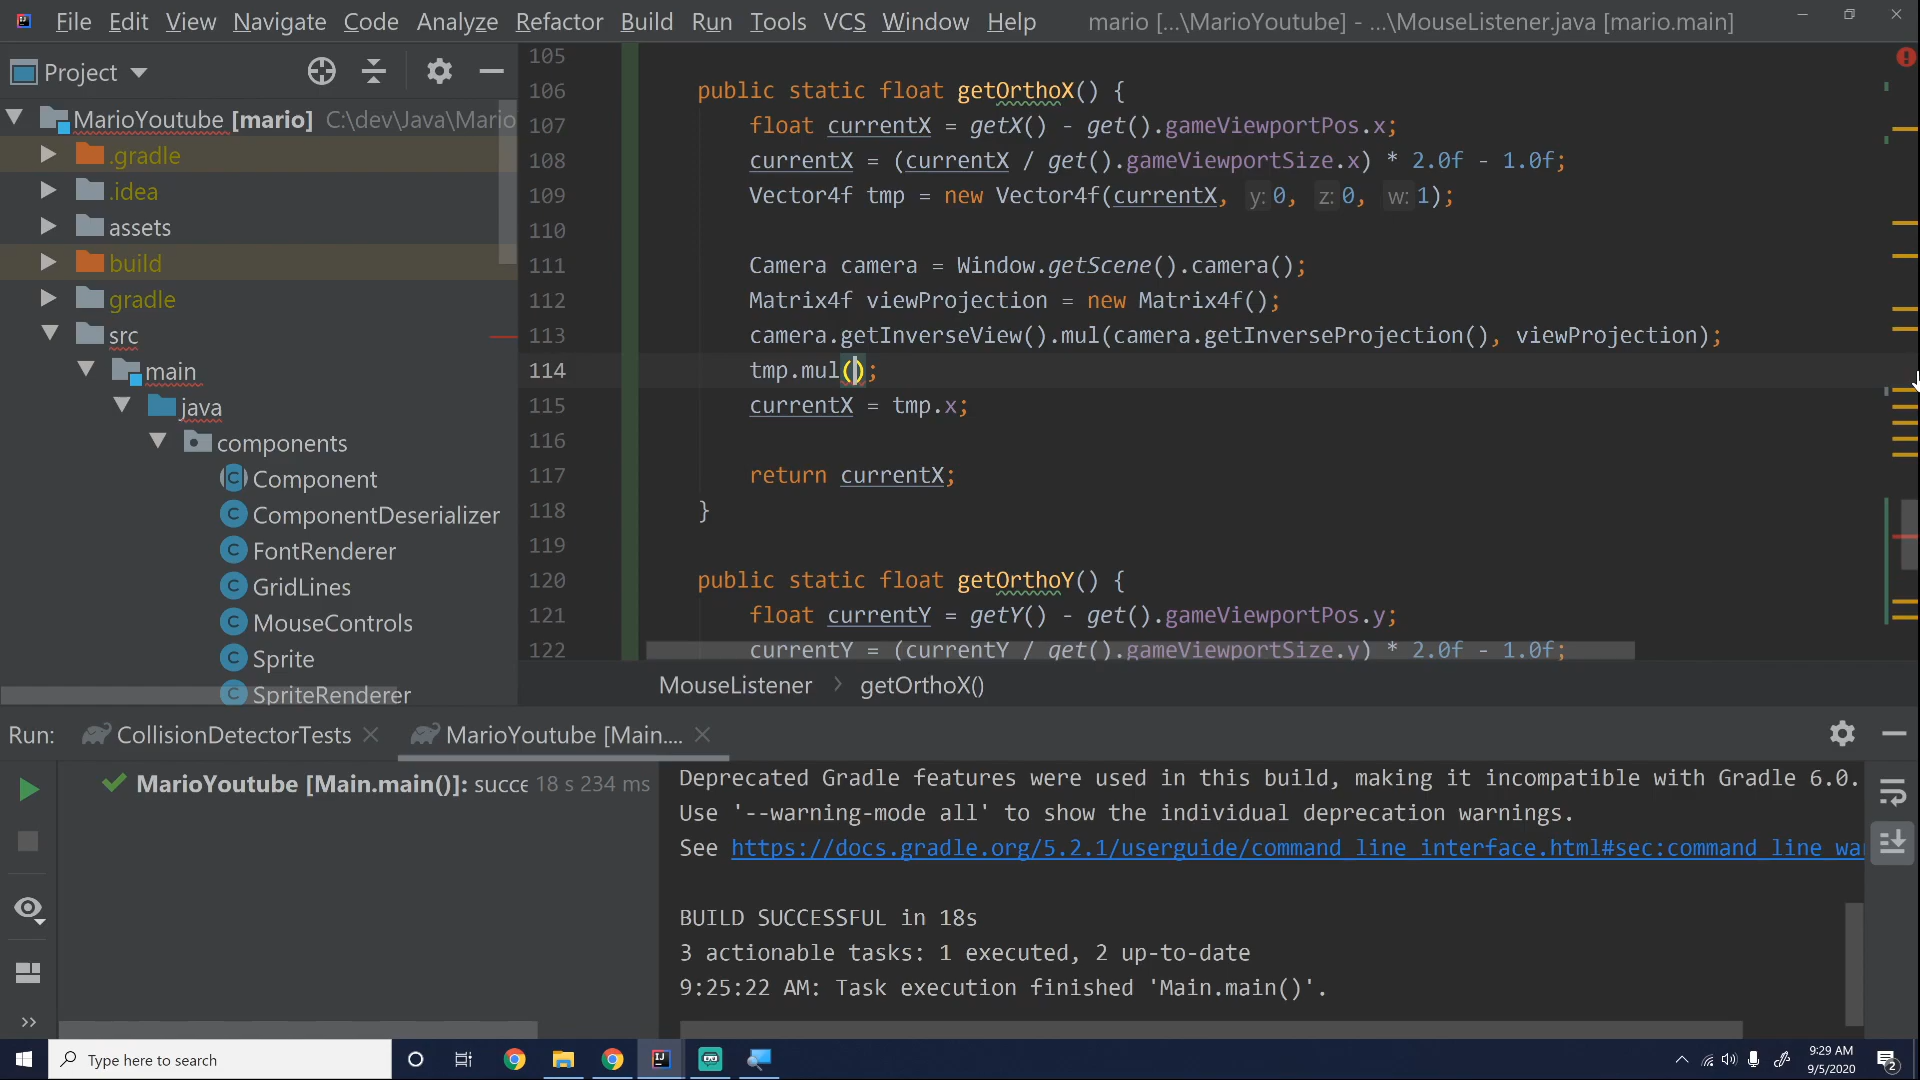 File Edit View Navigate Code Analyze Refactor Build Run Tools VCS Window Help mario [...\MarioYoutube] - ...\MouseListener.java [mario.main]
Project
MarioYoutube [mario] C:\dev\Java\Mario
.gradle
.idea
assets
build
gradle
src
main
java
components
Component
ComponentDeserializer
FontRenderer
GridLines
MouseControls
Sprite
SpriteRenderer
105
106 public static float getOrthoX() {
107 float currentX = getX() - get().gameViewportPos.x;
108 currentX = (currentX / get().gameViewportSize.x) * 2.0f - 1.0f;
109 Vector4f tmp = new Vector4f(currentX, y: 0, z: 0, w: 1);
110
111 Camera camera = Window.getScene().camera();
112 Matrix4f viewProjection = new Matrix4f();
113 camera.getInverseView().mul(camera.getInverseProjection(), viewProjection);
114 tmp.mul();
115 currentX = tmp.x;
116
117 return currentX;
118 }
119
120 public static float getOrthoY() {
121 float currentY = getY() - get().gameViewportPos.y;
122 currentY = (currentY / get().gameViewportSize.y) * 2.0f - 1.0f;
MouseListener > getOrthoX()
Run: CollisionDetectorTests MarioYoutube [Main....
MarioYoutube [Main.main()]: succe 18 s 234 ms
Deprecated Gradle features were used in this build, making it incompatible with Gradle 6.0.
Use '--warning-mode all' to show the individual deprecation warnings.
See https://docs.gradle.org/5.2.1/userguide/command_line_interface.html#sec:command_line_wa
BUILD SUCCESSFUL in 18s
3 actionable tasks: 1 executed, 2 up-to-date
9:25:22 AM: Task execution finished 'Main.main()'.
Type here to search
9:29 AM
9/5/2020
2